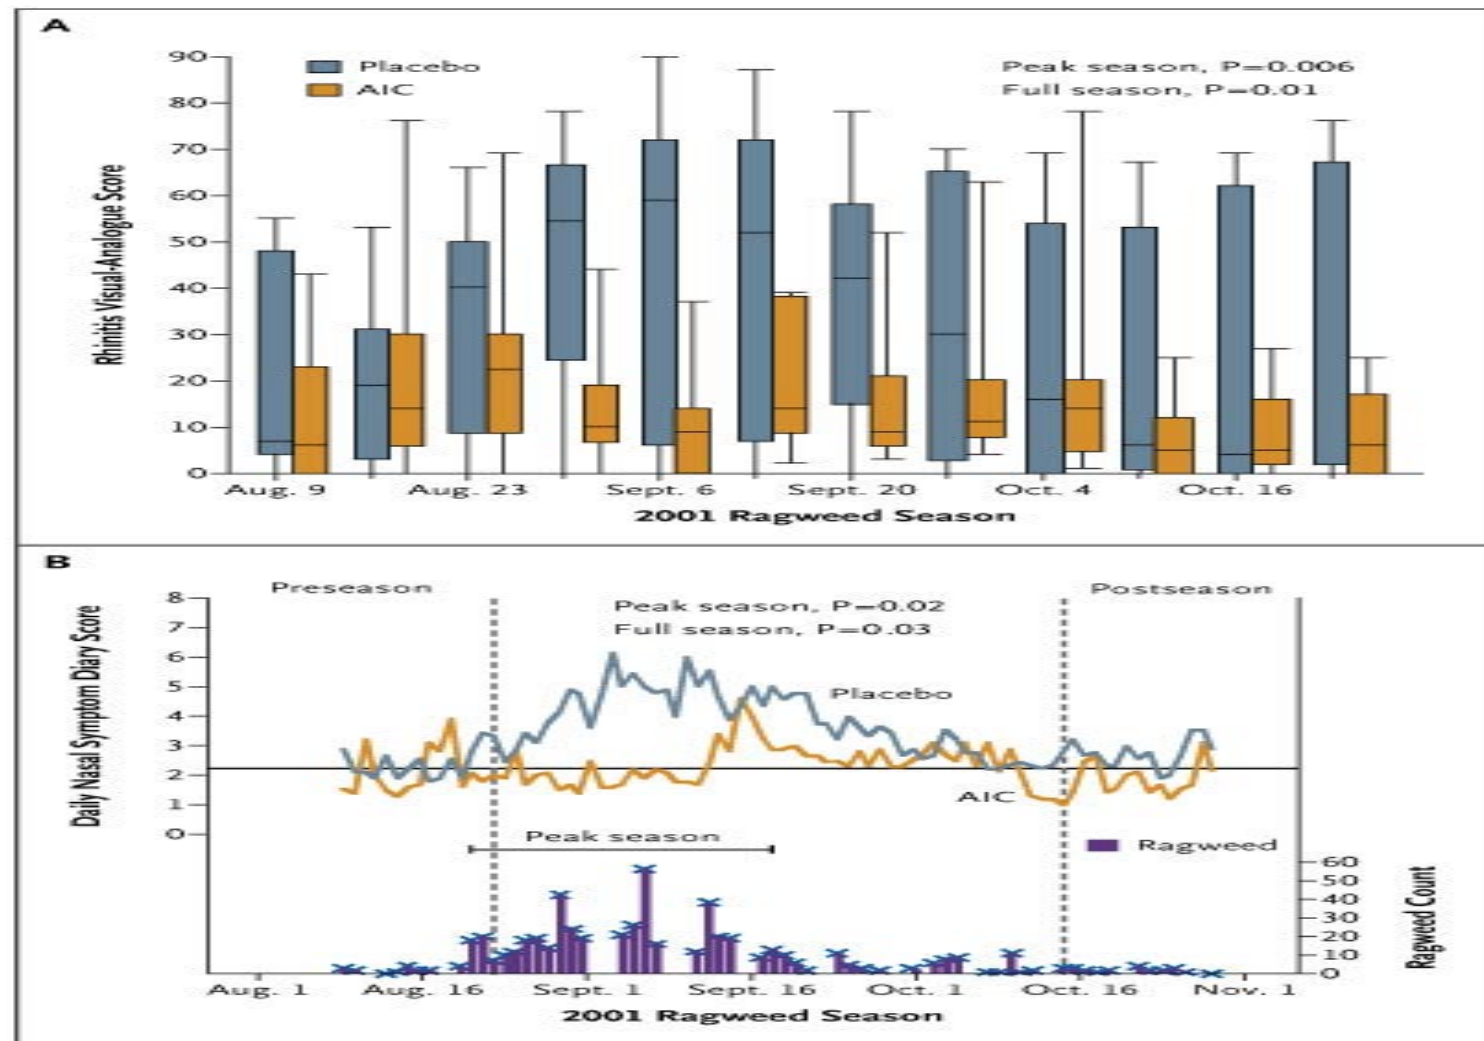 A
90
80
70
60
50
40
30
20
10
0
Placebo
AIC
Peak season, P=0.006
Full season, P=0.01
Rhinitis Visual-Analogue Score
Aug. 9 Aug. 23 Sept. 6 Sept. 20 Oct. 4 Oct. 16
2001 Ragweed Season
B
Preseason
Postseason
8
7
6
5
4
3
2
1
0
Peak season, P=0.02
Full season, P=0.03
Daily Nasal Symptom Diary Score
Placebo
AIC
Peak season
Ragweed
60
50
40
30
20
10
0
Ragweed Count
Aug. 1 Aug. 16 Sept. 1 Sept. 16 Oct. 1 Oct. 16 Nov. 1
2001 Ragweed Season